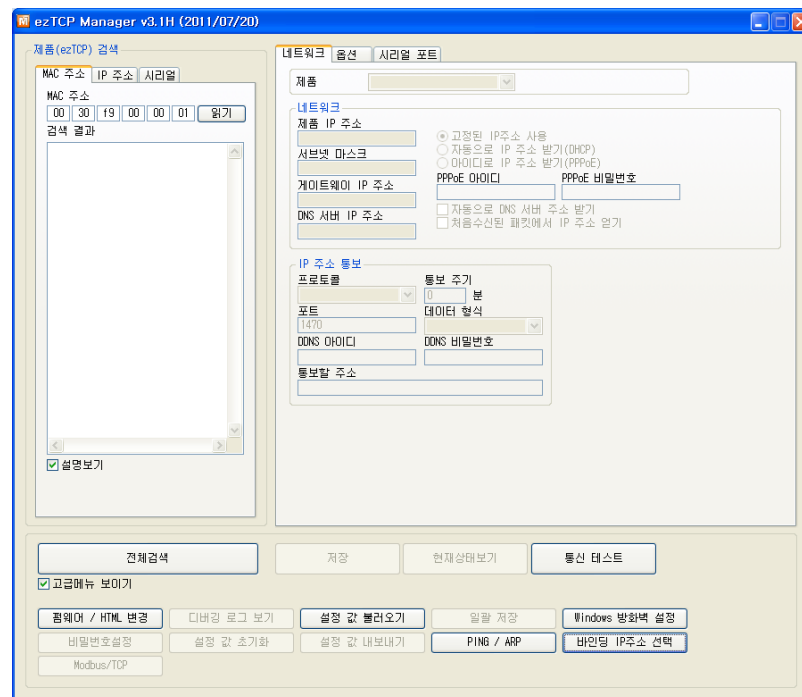 ezTCP Manager v3.1H (2011/07/20)
제품(ezTCP) 검색
MAC 주소 IP 주소 시리얼
MAC 주소
00 30 f9 00 00 01 읽기
검색 결과
설명보기
네트워크 옵션 시리얼 포트
제품
네트워크
제품 IP 주소
서브넷 마스크
게이트웨이 IP 주소
DNS 서버 IP 주소
고정된 IP주소 사용
자동으로 IP 주소 받기(DHCP)
아이디로 IP 주소 받기(PPPoE)
PPPoE 아이디 PPPoE 비밀번호
자동으로 DNS 서버 주소 받기
처음수신된 패킷에서 IP 주소 얻기
IP 주소 통보
프로토콜 통보 주기
0 분
포트 데이터 형식
1470
DDNS 아이디 DDNS 비밀번호
통보할 주소
전체검색 저장 현재상태보기 통신 테스트
고급메뉴 보이기
펌웨어 / HTML 변경 디버깅 로그 보기 설정 값 불러오기 일괄 저장 Windows 방화벽 설정
비밀번호설정 설정 값 초기화 설정 값 내보내기 PING / ARP 바인딩 IP주소 선택
Modbus/TCP